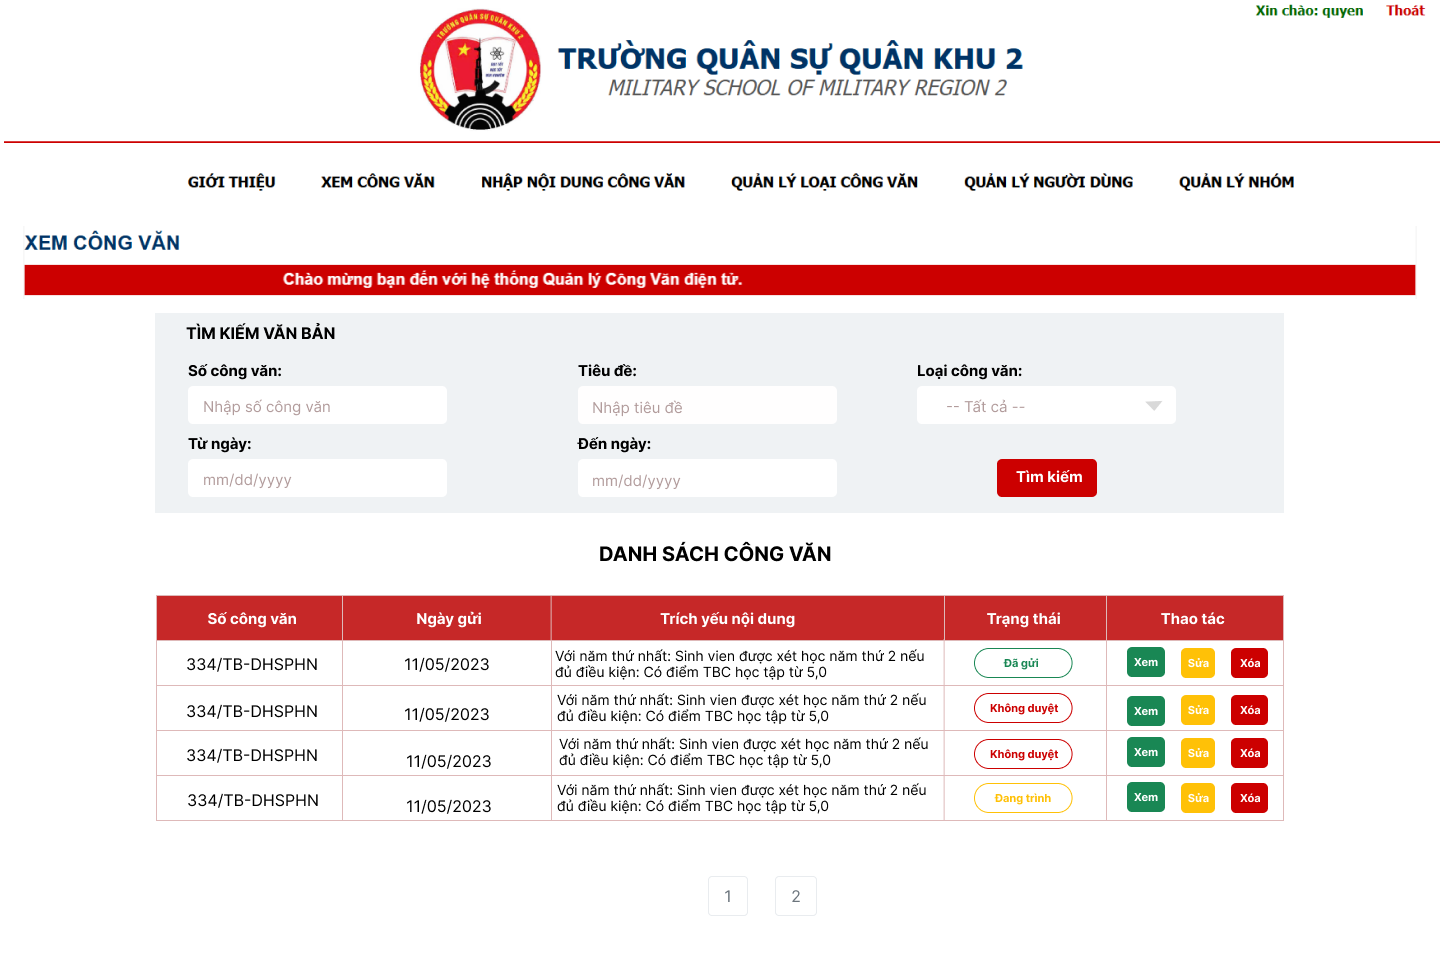 Xin chào: quyen Thoát
TRƯỜNG QUÂN SỰ QUÂN KHU 2
TRƯỜNG QUÂN SỰ QUÂN KHU 2
MILITARY SCHOOL OF MILITARY REGION 2
GIỚI THIỆU XEM CÔNG VĂN NHẬP NỘI DUNG CÔNG VĂN QUẢN LÝ LOẠI CÔNG VĂN QUẢN LÝ NGƯỜI DÙNG QUẢN LÝ NHÓM
XEM CÔNG VĂN
Chào mừng bạn đến với hệ thống Quản lý Công Văn điện tử.
TÌM KIẾM VĂN BẢN
Số công văn: Tiêu đề: Loại công văn:
Nhập số công văn Nhập tiêu đề -- Tất cả --
Từ ngày: Đến ngày:
mm/dd/yyyy mm/dd/yyyy Tìm kiếm
DANH SÁCH CÔNG VĂN
Số công văn Ngày gửi Trích yếu nội dung Trạng thái Thao tác
334/TB-DHSPHN 11/05/2023 Với năm thứ nhất: Sinh vien được xét học năm thứ 2 nếu
đủ điều kiện: Có điểm TBC học tập từ 5,0 Đã gửi Xem Sửa Xóa
334/TB-DHSPHN 11/05/2023 Với năm thứ nhất: Sinh vien được xét học năm thứ 2 nếu
đủ điều kiện: Có điểm TBC học tập từ 5,0 Không duyệt Xem Sửa Xóa
334/TB-DHSPHN 11/05/2023 Với năm thứ nhất: Sinh vien được xét học năm thứ 2 nếu
đủ điều kiện: Có điểm TBC học tập từ 5,0 Không duyệt Xem Sửa Xóa
334/TB-DHSPHN 11/05/2023 Với năm thứ nhất: Sinh vien được xét học năm thứ 2 nếu
đủ điều kiện: Có điểm TBC học tập từ 5,0 Đang trình Xem Sửa Xóa
1 2